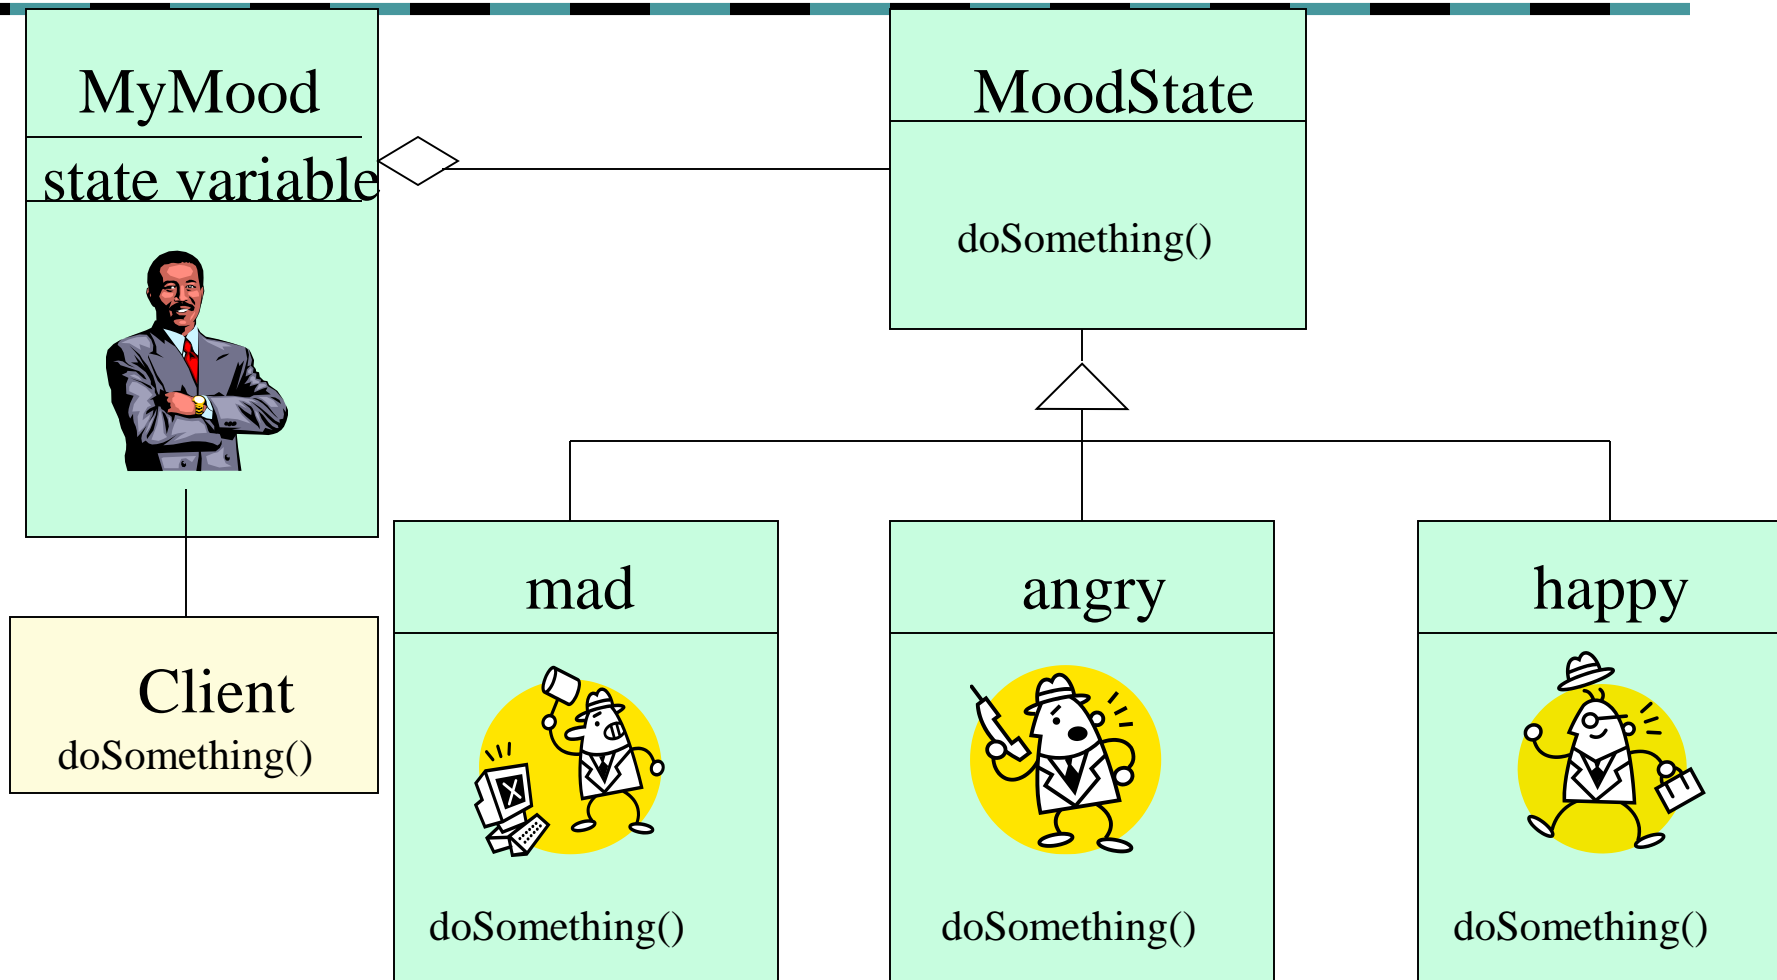 MyMood
state variable
MoodState
doSomething()
mad
angry
happy
Client
doSomething()
doSomething()
doSomething()
doSomething()